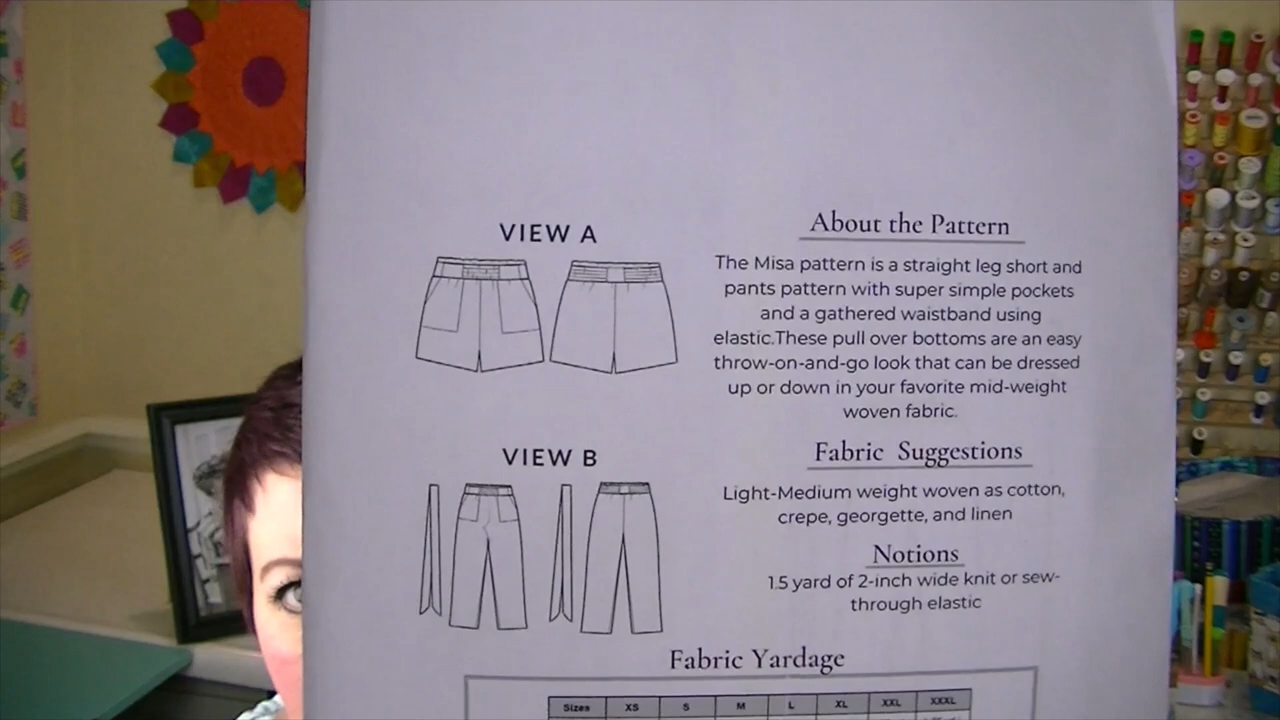 VIEW A
About the Pattern
The Misa pattern is a straight leg short and
pants pattern with super simple pockets
and a gathered waistband using
elastic.These pull over bottoms are an easy
throw-on-and-go look that can be dressed
up or down in your favorite mid-weight
woven fabric.
VIEW B
Fabric Suggestions
Light-Medium weight woven as cotton,
crepe, georgette, and linen
Notions
1.5 yard of 2-inch wide knit or sew-
through elastic
Fabric Yardage
Sizes XS S M L XL XXL XXXL